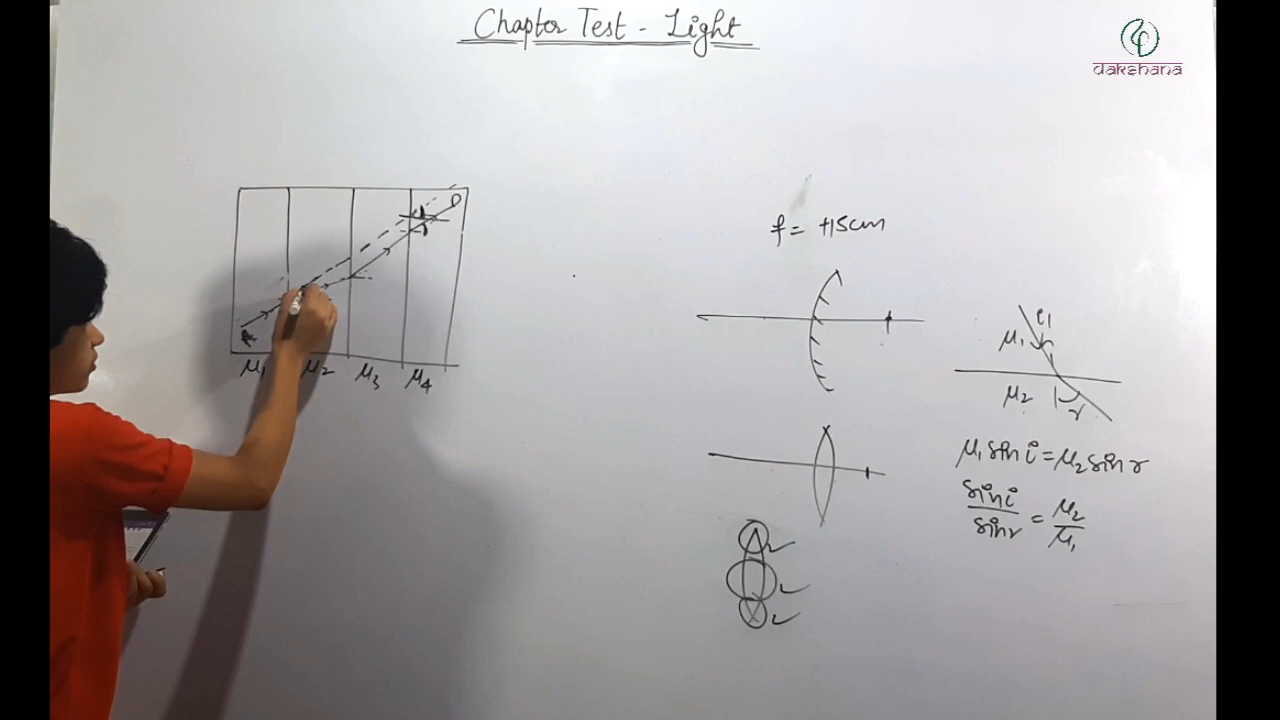 Chapter Test - Light
dakshana
A
D
μ₁ μ₂ μ₃ μ₄
f = +15cm
μ₁
μ₂
r
μ₁ sin i = μ₂ sin r
sin i / sin r = μ₂ / μ₁